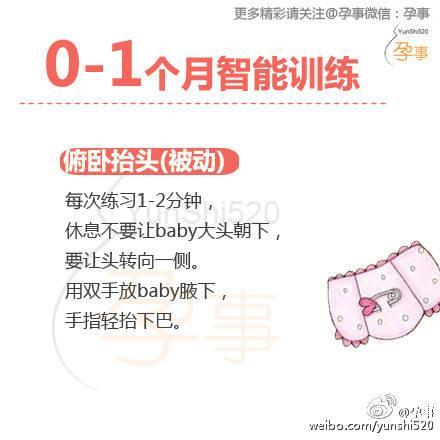 更多精彩请关注@孕事微信：孕事
YunShi520
孕事
0-1个月智能训练
俯卧抬头(被动)
每次练习1-2分钟，
休息不要让baby大头朝下，
要让头转向一侧。
用双手放baby腋下，
手指轻抬下巴。
YunShi520
孕事
@孕事
weibo.com/yunshi520